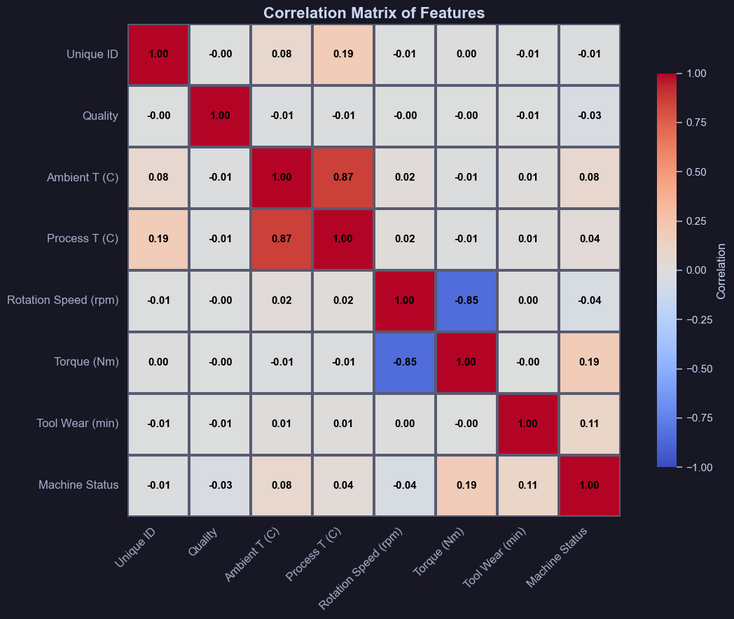 Correlation Matrix of Features
Unique ID 1.00 -0.00 0.08 0.19 -0.01 0.00 -0.01 -0.01
Quality -0.00 1.00 -0.01 -0.01 -0.00 -0.00 -0.01 -0.03
Ambient T (C) 0.08 -0.01 1.00 0.87 0.02 -0.01 0.01 0.08
Process T (C) 0.19 -0.01 0.87 1.00 0.02 -0.01 0.01 0.04
Rotation Speed (rpm) -0.01 -0.00 0.02 0.02 1.00 -0.85 0.00 -0.04
Torque (Nm) 0.00 -0.00 -0.01 -0.01 -0.85 1.00 -0.00 0.19
Tool Wear (min) -0.01 -0.01 0.01 0.01 0.00 -0.00 1.00 0.11
Machine Status -0.01 -0.03 0.08 0.04 -0.04 0.19 0.11 1.00
Unique ID
Quality
Ambient T (C)
Process T (C)
Rotation Speed (rpm)
Torque (Nm)
Tool Wear (min)
Machine Status
1.00
0.75
0.50
0.25
0.00
−0.25
−0.50
−0.75
−1.00
Correlation